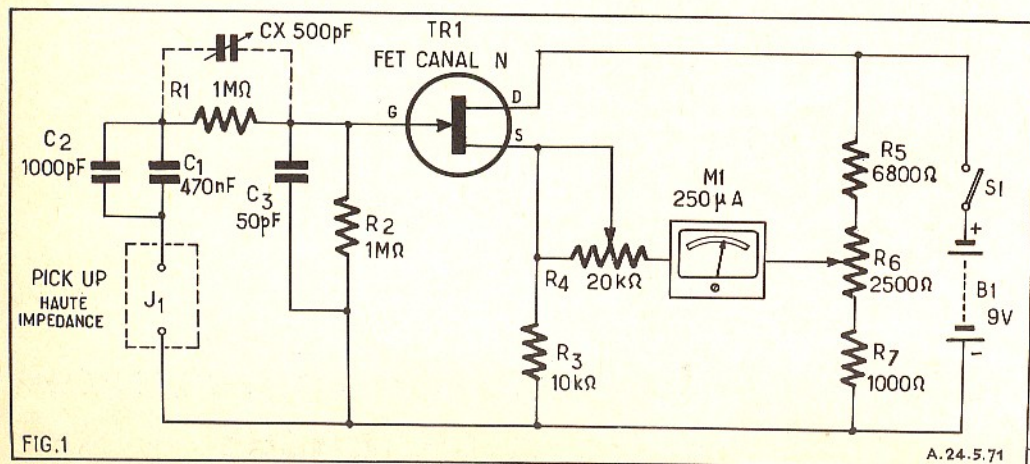 CX 500pF
TR1
FET CANAL N
R1 1MΩ
G
D
S
C2
1000pF
C1
470nF
C3
50pF
R2
1MΩ
PICK UP
HAUTE
IMPEDANCE
J1
M1
250µA
R4
20kΩ
R3
10kΩ
R5
6800Ω
R6
2500Ω
R7
1000Ω
S1
+
B1
9V
-
FIG.1
A.24.5.71